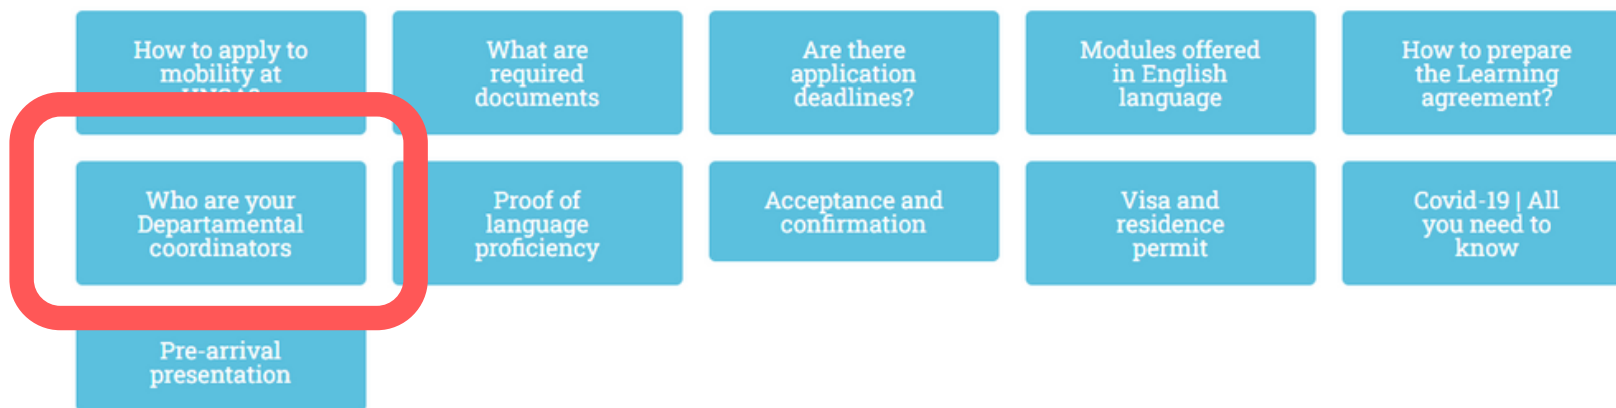 How to apply to
mobility at
What are
required
documents
Are there
application
deadlines?
Modules offered
in English
language
How to prepare
the Learning
agreement?
Who are your
Departamental
coordinators
Proof of
language
proficiency
Acceptance and
confirmation
Visa and
residence
permit
Covid-19 | All
you need to
know
Pre-arrival
presentation